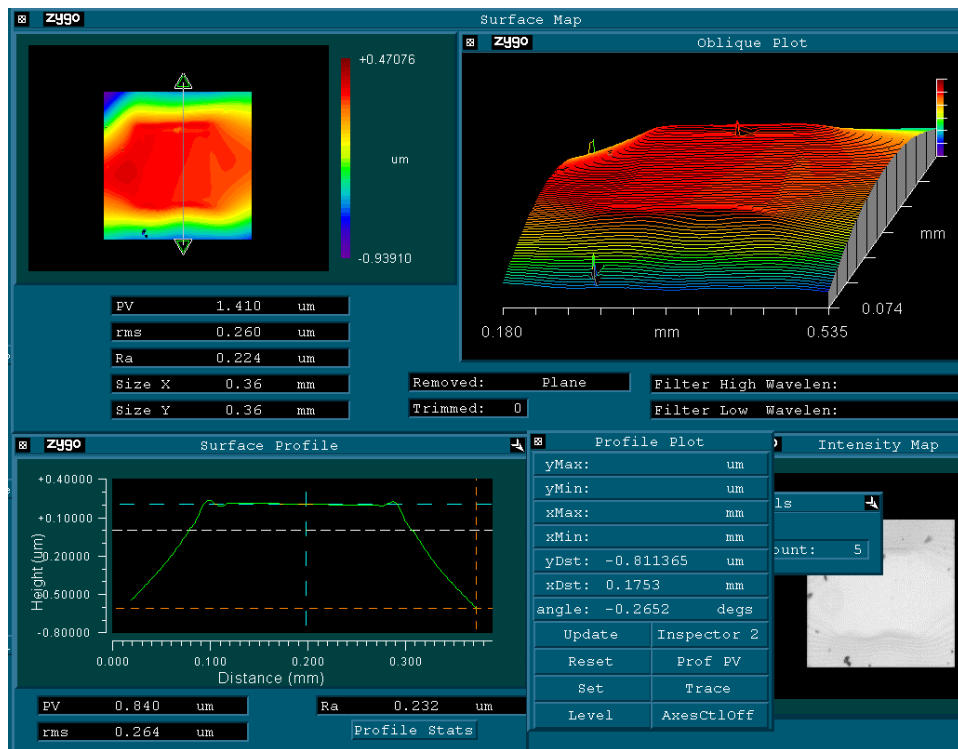 zygo Surface Map
+0.47076
um
-0.93910
PV 1.410 um
rms 0.260 um
Ra 0.224 um
Size X 0.36 mm
Size Y 0.36 mm
zygo Oblique Plot
mm
0.074
0.180 mm 0.535
Removed: Plane
Trimmed: 0
Filter High Wavelen:
Filter Low Wavelen:
zygo Surface Profile
+0.40000
+0.10000
0.20000
0.50000
-0.80000
Height (um)
0.000 0.100 0.200 0.300
Distance (mm)
PV 0.840 um
rms 0.264 um
Ra 0.232 um
Profile Stats
Profile Plot
yMax: um
yMin: um
xMax: mm
xMin: mm
yDst: -0.811365 um
xDst: 0.1753 mm
angle: -0.2652 degs
Update Inspector 2
Reset Prof PV
Set Trace
Level AxesCtlOff
Intensity Map
ount: 5